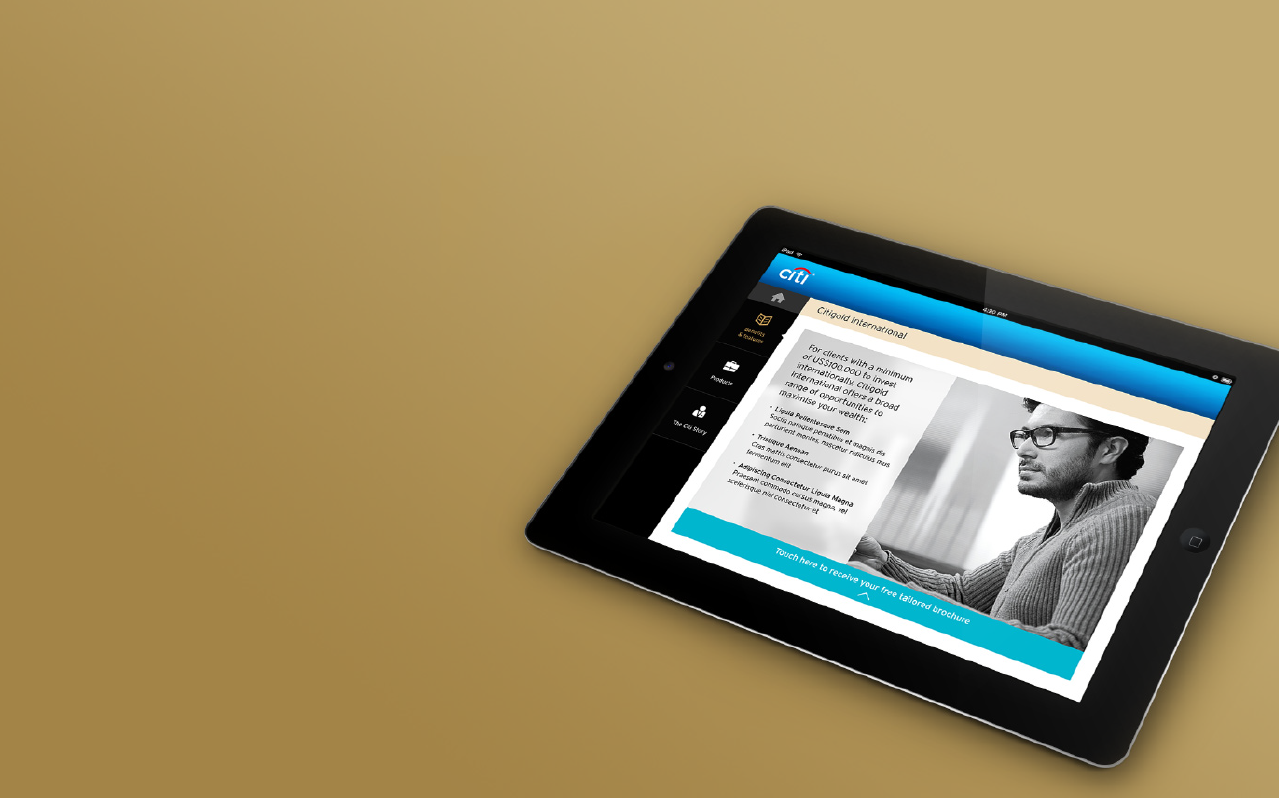 iPad
4:30 PM
citi
Citigold International
Benefits
& features
Products
The Citi Story
For clients with a minimum
of US$100,000 to invest
internationally, Citigold
International offers a broad
range of opportunities to
maximise your wealth:
• Ligula Pellentesque Sem
Sociis natoque penatibus et magnis dis
parturient montes, nascetur ridiculus mus
• Tristique Aenean
Cras mattis consectetur purus sit amet
fermentum elit
• Adipiscing Consectetur Ligula Magna
Praesent commodo cursus magna, vel
scelerisque nisl consectetur et
Touch here to receive your free tailored brochure